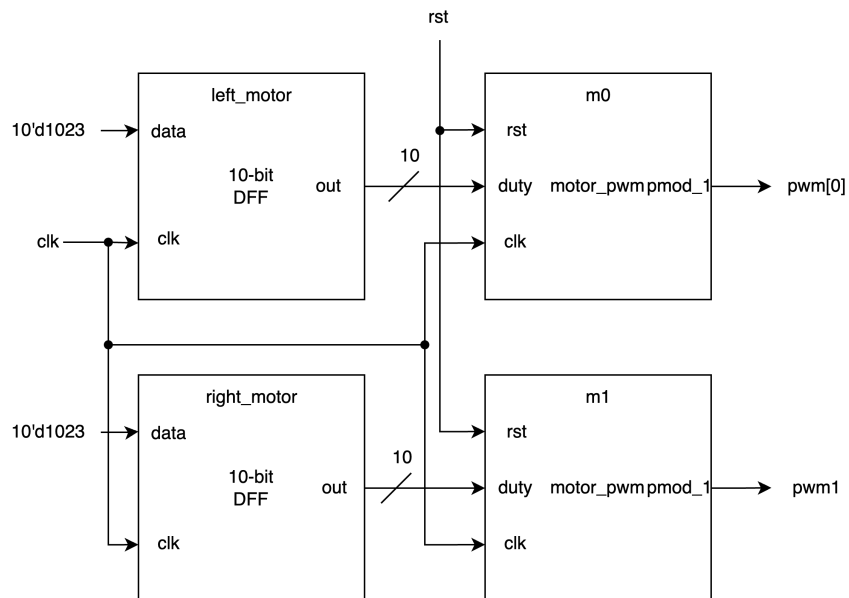 rst
left_motor
m0
10'd1023
data
10
rst
10-bit
DFF
out
duty
motor_pwm
pmod_1
pwm[0]
clk
clk
clk
right_motor
m1
10'd1023
data
10
rst
10-bit
DFF
out
duty
motor_pwm
pmod_1
pwm1
clk
clk